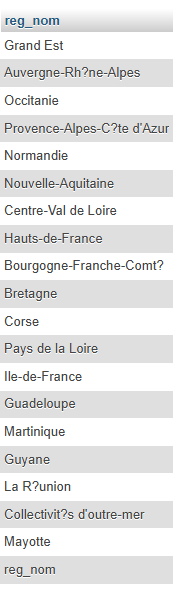 reg_nom
Grand Est
Auvergne-Rh?ne-Alpes
Occitanie
Provence-Alpes-C?te d'Azur
Normandie
Nouvelle-Aquitaine
Centre-Val de Loire
Hauts-de-France
Bourgogne-Franche-Comt?
Bretagne
Corse
Pays de la Loire
Ile-de-France
Guadeloupe
Martinique
Guyane
La R?union
Collectivit?s d'outre-mer
Mayotte
reg_nom